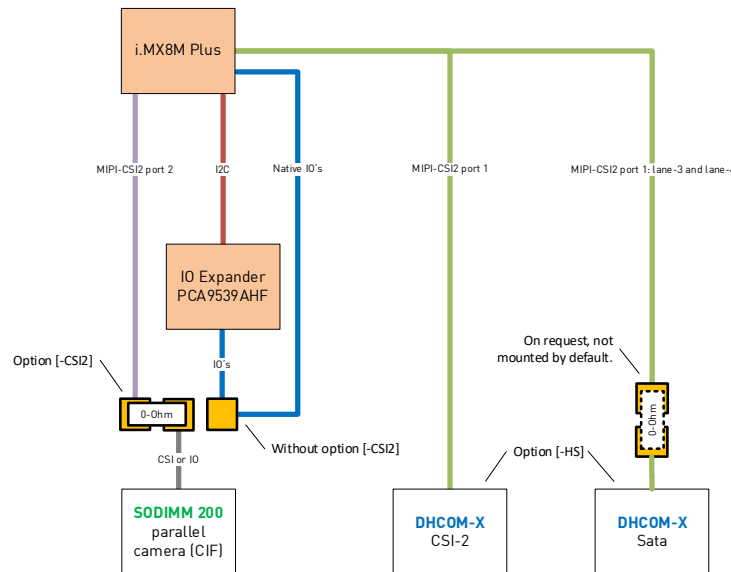 i.MX8M Plus
MIPI-CSI2 port 2
I2C
Native IO's
MIPI-CSI2 port 1
MIPI-CSI2 port 1: lane-3 and lane-
IO Expander
PCA9539AHF
IO's
Option [-CSI2]
On request, not
mounted by default.
0-Ohm
0-Ohm
Without option [-CSI2]
CSI or IO
Option [-HS]
SODIMM 200
parallel
camera (CIF)
DHCOM-X
CSI-2
DHCOM-X
Sata